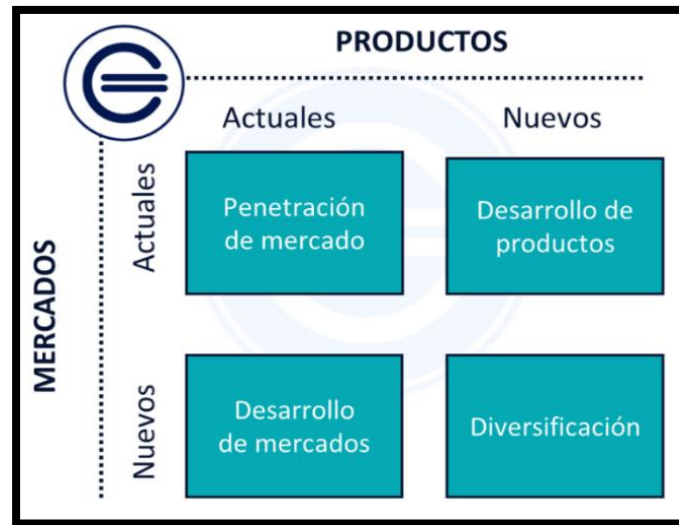 PRODUCTOS
Actuales
Nuevos
MERCADOS
Actuales
Penetración
de mercado
Desarrollo de
productos
Nuevos
Desarrollo
de mercados
Diversificación